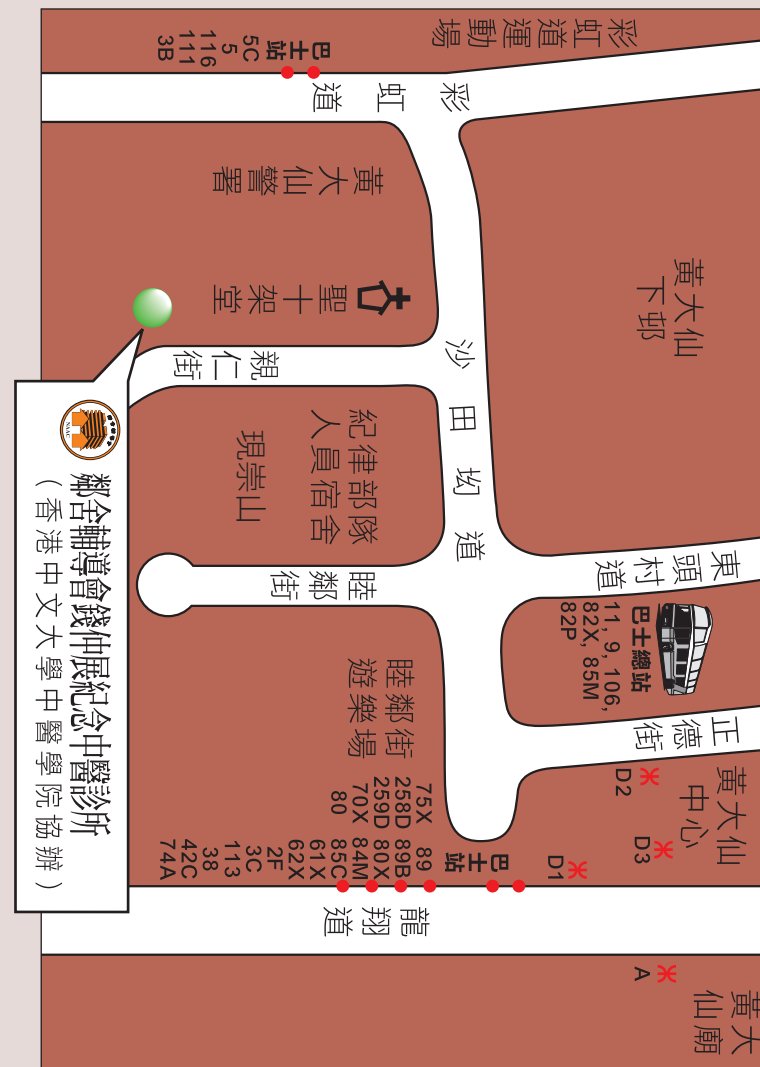 彩虹道運動場
彩虹道
巴士站
5C
5
116
111
3B
黃大仙警署
聖十架堂
親仁街
黃大仙
下邨
沙田坳道
紀律部隊
人員宿舍
現崇山
東頭村道
睦鄰街
巴士總站
11, 9, 106,
82X, 85M
82P
正德街
睦鄰街
遊樂場
黃大仙
中心
D2
D3
D1
巴士站
75X 89
258D 89B
259D 80X
70X 84M
80 85C
61X
62X
2F
3C
113
38
42C
74A
龍翔道
A
黃大
仙廟
NAAC
鄰舍輔導會錢仲展紀念中醫診所
（香港中文大學中醫學院協辦）